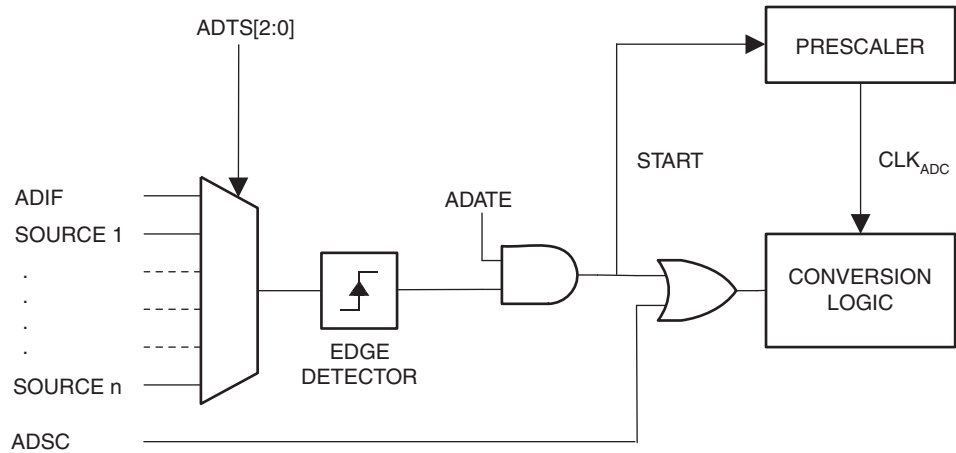 ADTS[2:0]
PRESCALER
START
CLKADC
ADIF
ADATE
SOURCE 1
.
.
.
.
CONVERSION
LOGIC
EDGE
DETECTOR
SOURCE n
ADSC